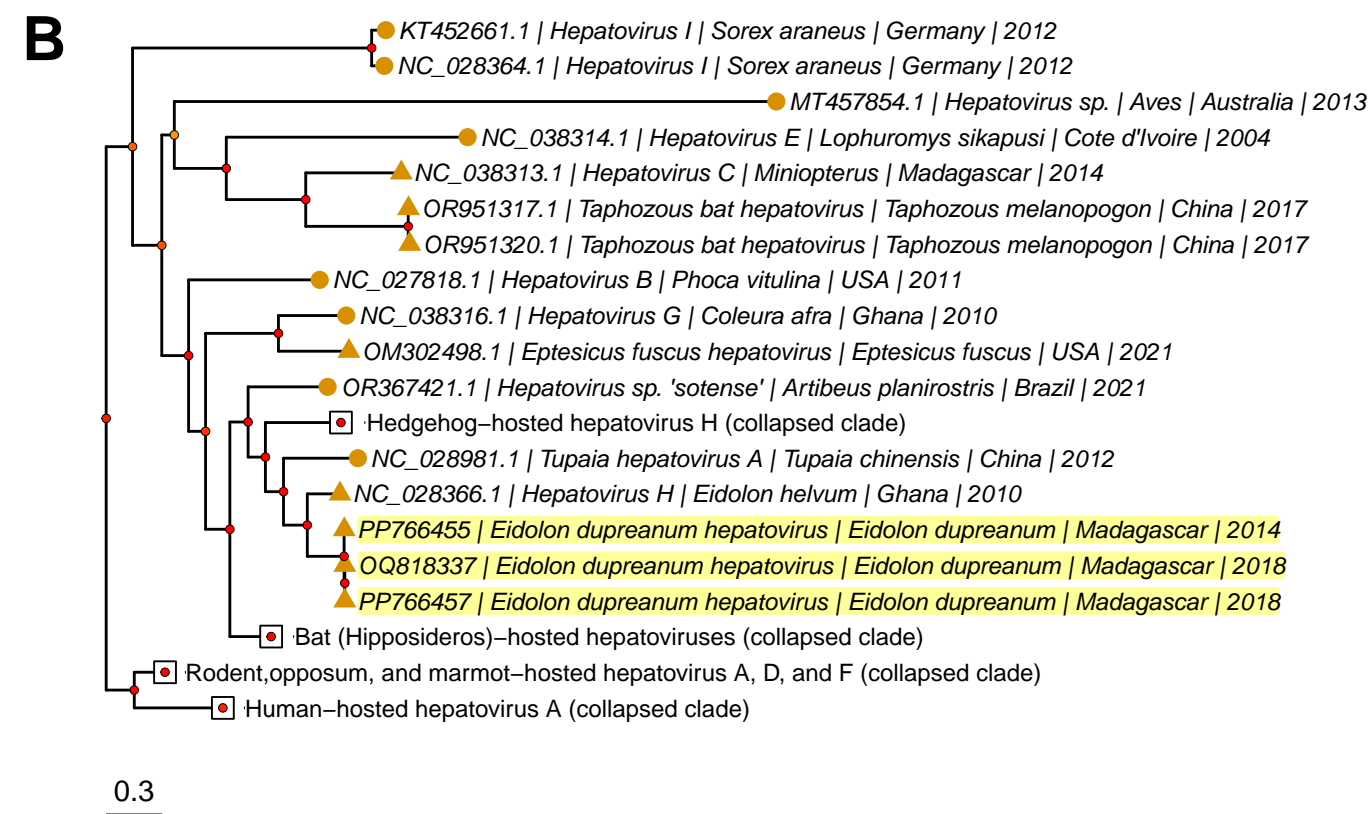 B
KT452661.1 | Hepatovirus I | Sorex araneus | Germany | 2012
NC_028364.1 | Hepatovirus I | Sorex araneus | Germany | 2012
MT457854.1 | Hepatovirus sp. | Aves | Australia | 2013
NC_038314.1 | Hepatovirus E | Lophuromys sikapusi | Cote d'Ivoire | 2004
NC_038313.1 | Hepatovirus C | Miniopterus | Madagascar | 2014
OR951317.1 | Taphozous bat hepatovirus | Taphozous melanopogon | China | 2017
OR951320.1 | Taphozous bat hepatovirus | Taphozous melanopogon | China | 2017
NC_027818.1 | Hepatovirus B | Phoca vitulina | USA | 2011
NC_038316.1 | Hepatovirus G | Coleura afra | Ghana | 2010
OM302498.1 | Eptesicus fuscus hepatovirus | Eptesicus fuscus | USA | 2021
OR367421.1 | Hepatovirus sp. 'sotense' | Artibeus planirostris | Brazil | 2021
Hedgehog−hosted hepatovirus H (collapsed clade)
NC_028981.1 | Tupaia hepatovirus A | Tupaia chinensis | China | 2012
NC_028366.1 | Hepatovirus H | Eidolon helvum | Ghana | 2010
PP766455 | Eidolon dupreanum hepatovirus | Eidolon dupreanum | Madagascar | 2014
OQ818337 | Eidolon dupreanum hepatovirus | Eidolon dupreanum | Madagascar | 2018
PP766457 | Eidolon dupreanum hepatovirus | Eidolon dupreanum | Madagascar | 2018
Bat (Hipposideros)−hosted hepatoviruses (collapsed clade)
Rodent,opposum, and marmot−hosted hepatovirus A, D, and F (collapsed clade)
Human−hosted hepatovirus A (collapsed clade)
0.3